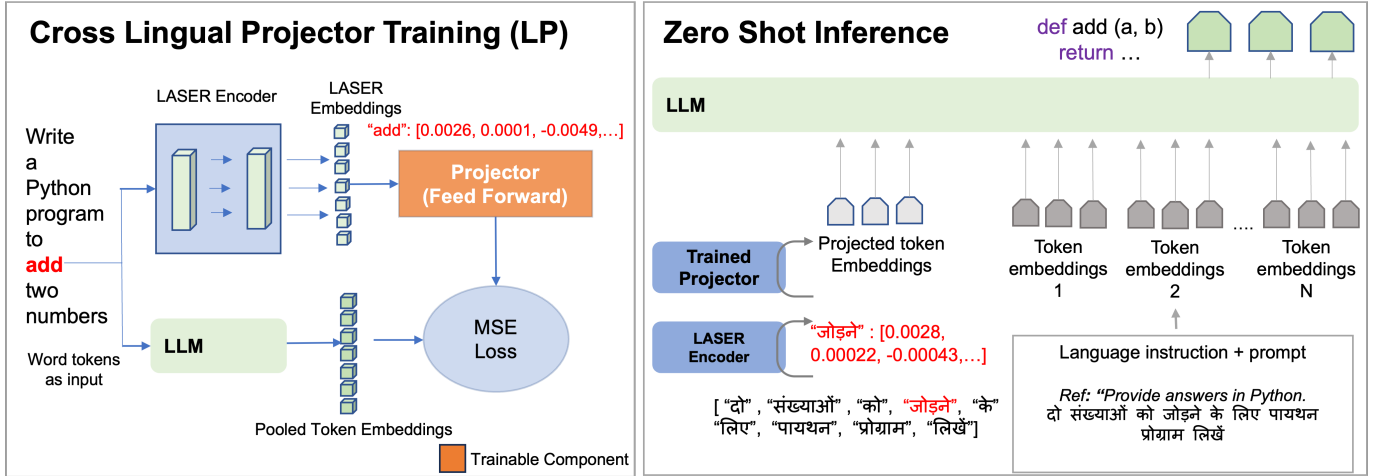 Cross Lingual Projector Training (LP)
LASER Encoder
LASER
Embeddings
"add": [0.0026, 0.0001, -0.0049,…]
Write
a
Python
program
to
add
two
numbers
Word tokens
as input
Projector
(Feed Forward)
LLM
MSE
Loss
Pooled Token Embeddings
Trainable Component
Zero Shot Inference
def add (a, b)
return …
LLM
Trained
Projector
Projected token
Embeddings
Token
embeddings
1
Token
embeddings
2
....
Token
embeddings
N
LASER
Encoder
“जोड़ने” : [0.0028,
0.00022, -0.00043,…]
[ “दो” , “संख्याओं” , “को”, “जोड़ने”, “के”
“लिए”, “पायथन”, “प्रोग्राम”, “लिखें”]
Language instruction + prompt
Ref: “Provide answers in Python.
दो संख्याओं को जोड़ने के लिए पायथन
प्रोग्राम लिखें